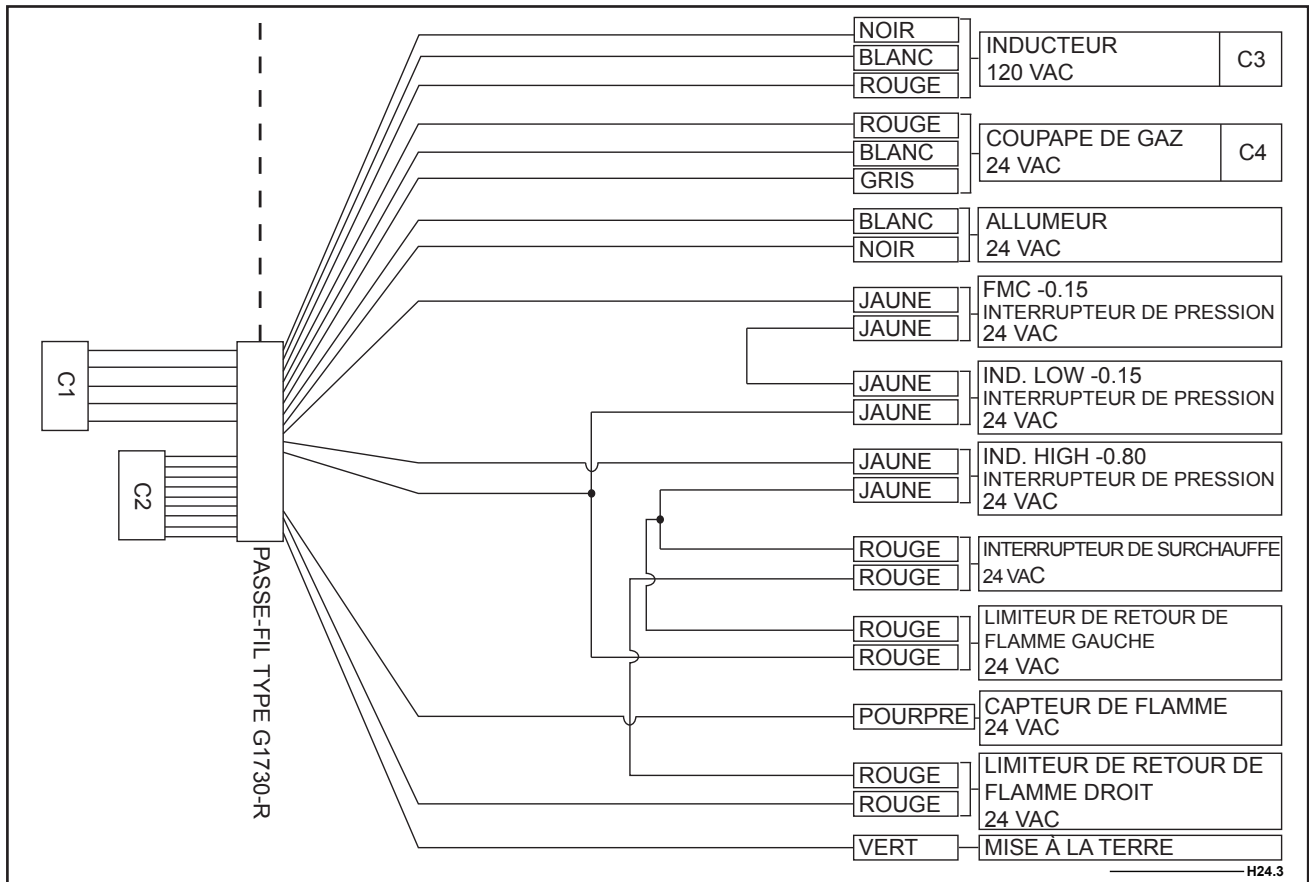 NOIR
BLANC
ROUGE
INDUCTEUR
120 VAC
C3
ROUGE
BLANC
GRIS
COUPAPE DE GAZ
24 VAC
C4
BLANC
NOIR
ALLUMEUR
24 VAC
JAUNE
JAUNE
FMC -0.15
INTERRUPTEUR DE PRESSION
24 VAC
JAUNE
JAUNE
IND. LOW -0.15
INTERRUPTEUR DE PRESSION
24 VAC
JAUNE
JAUNE
IND. HIGH -0.80
INTERRUPTEUR DE PRESSION
24 VAC
ROUGE
ROUGE
INTERRUPTEUR DE SURCHAUFFE
24 VAC
ROUGE
ROUGE
LIMITEUR DE RETOUR DE
FLAMME GAUCHE
24 VAC
POURPRE
CAPTEUR DE FLAMME
24 VAC
ROUGE
ROUGE
LIMITEUR DE RETOUR DE
FLAMME DROIT
24 VAC
VERT
MISE À LA TERRE
C1
C2
PASSE-FIL TYPE G1730-R
H24.3